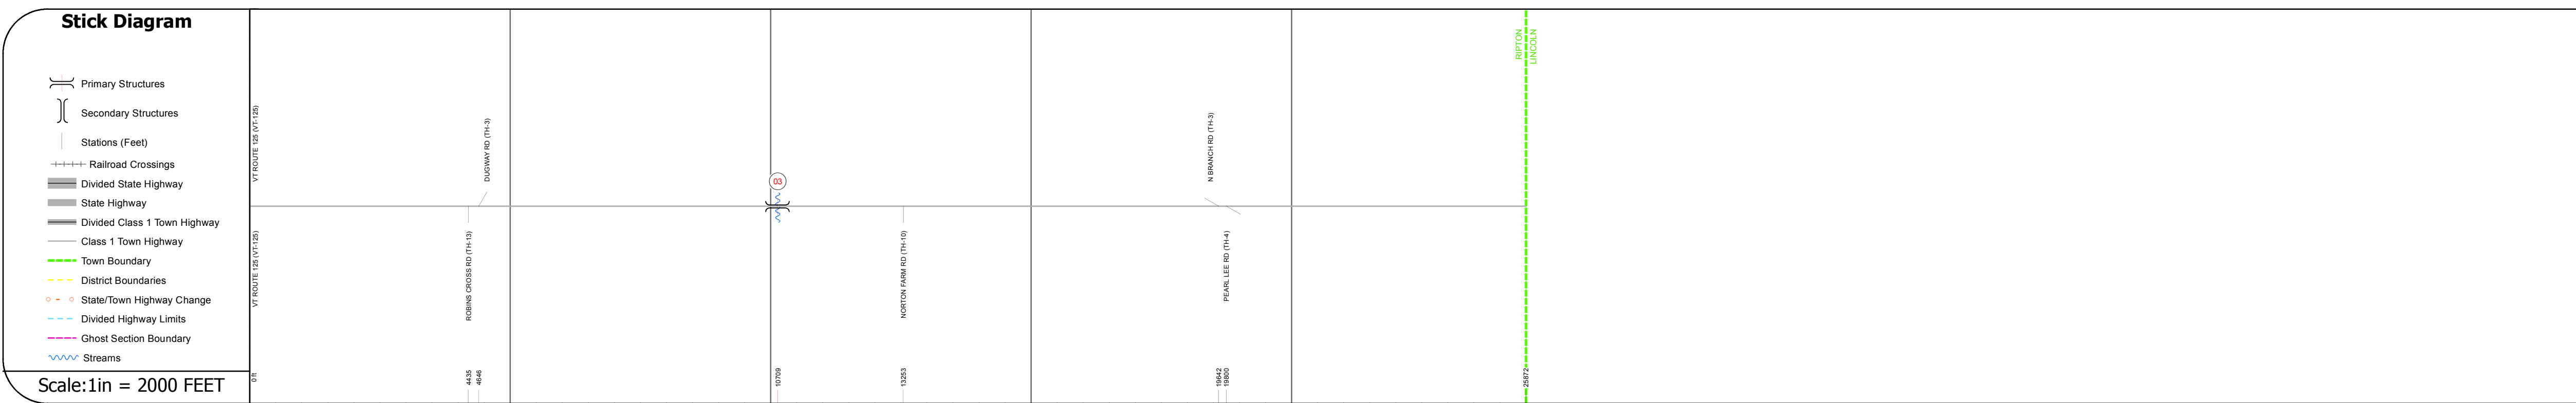 Stick Diagram
Primary Structures
Secondary Structures
Stations (Feet)
Railroad Crossings
Divided State Highway
State Highway
Divided Class 1 Town Highway
Class 1 Town Highway
Town Boundary
District Boundaries
State/Town Highway Change
Divided Highway Limits
Ghost Section Boundary
Streams
Scale:1in = 2000 FEET
VT ROUTE 125 (VT-125)
VT ROUTE 125 (VT-125)
0 ft
ROBINS CROSS RD (TH-13)
4435
DUGWAY RD (TH-3)
4646
03
10709
NORTON FARM RD (TH-10)
13253
N BRANCH RD (TH-3)
19642
PEARL LEE RD (TH-4)
19800
RIPTON
LINCOLN
25872